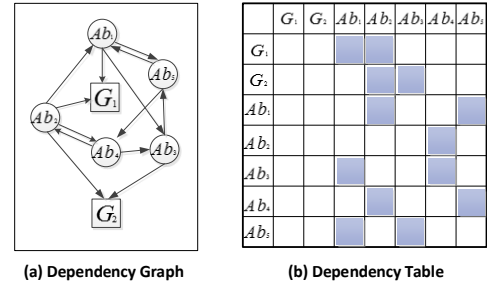 Ab₁
Ab₅
G₁
Ab₂
Ab₄
Ab₃
G₂
(a) Dependency Graph
G₁ G₂ Ab₁ Ab₂ Ab₃ Ab₄ Ab₅
G₁
G₂
Ab₁
Ab₂
Ab₃
Ab₄
Ab₅
(b) Dependency Table